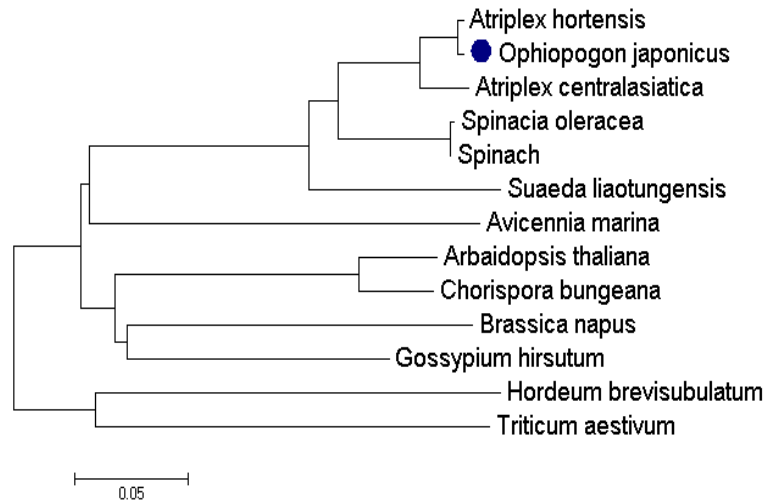 Atriplex hortensis
Ophiopogon japonicus
Atriplex centralasiatica
Spinacia oleracea
Spinach
Suaeda liaotungensis
Avicennia marina
Arbaidopsis thaliana
Chorispora bungeana
Brassica napus
Gossypium hirsutum
Hordeum brevisubulatum
Triticum aestivum
0.05